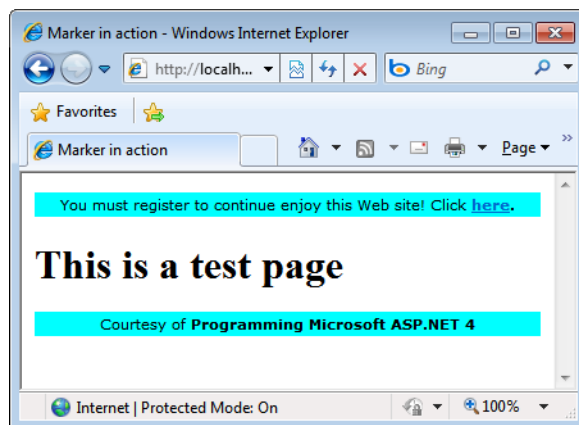 Marker in action - Windows Internet Explorer
http://localh...
Bing
Favorites
Marker in action
Page
»
You must register to continue enjoy this Web site! Click here.
This is a test page
Courtesy of Programming Microsoft ASP.NET 4
Internet | Protected Mode: On
100%